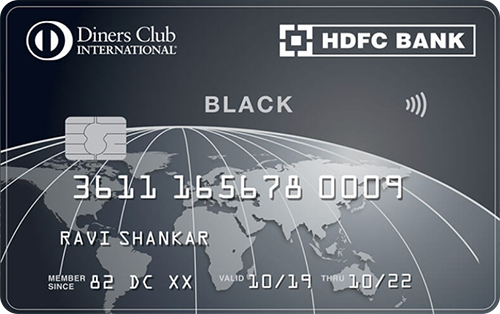 Diners Club HDFC BANK
INTERNATIONAL®
BLACK
3611 165678 0009
RAVI SHANKAR
MEMBER SINCE 82 DC XX VALID 10/19 THRU 10/22